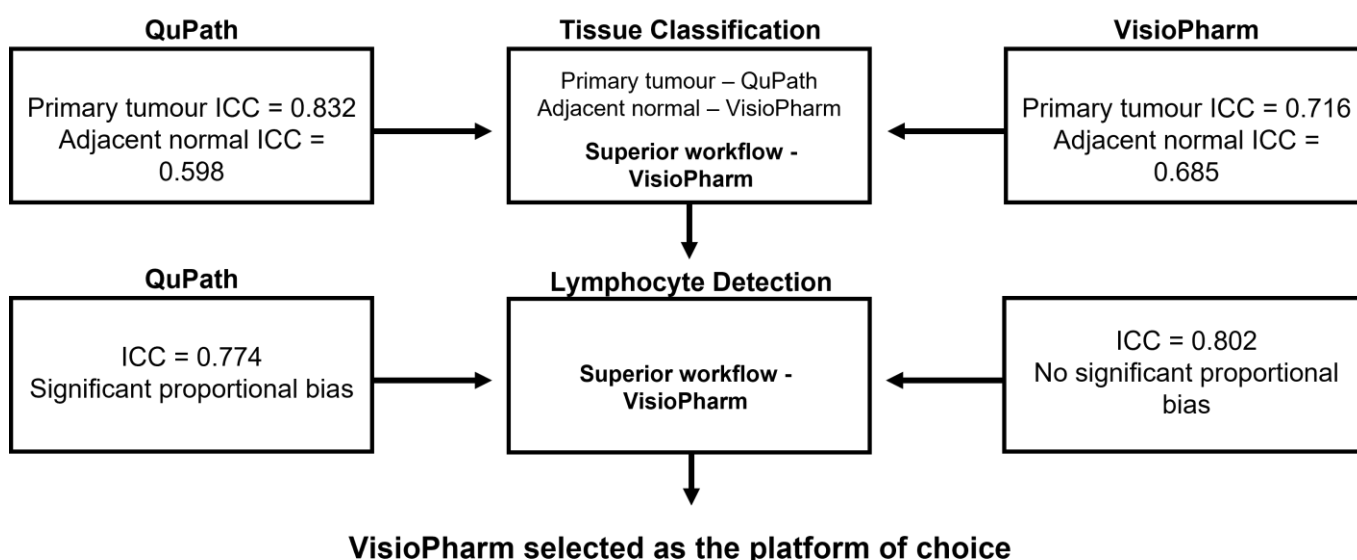 QuPath
Primary tumour ICC = 0.832
Adjacent normal ICC =
0.598
Tissue Classification
Primary tumour – QuPath
Adjacent normal – VisioPharm
Superior workflow -
VisioPharm
VisioPharm
Primary tumour ICC = 0.716
Adjacent normal ICC =
0.685
QuPath
ICC = 0.774
Significant proportional bias
Lymphocyte Detection
Superior workflow -
VisioPharm
ICC = 0.802
No significant proportional
bias
VisioPharm selected as the platform of choice